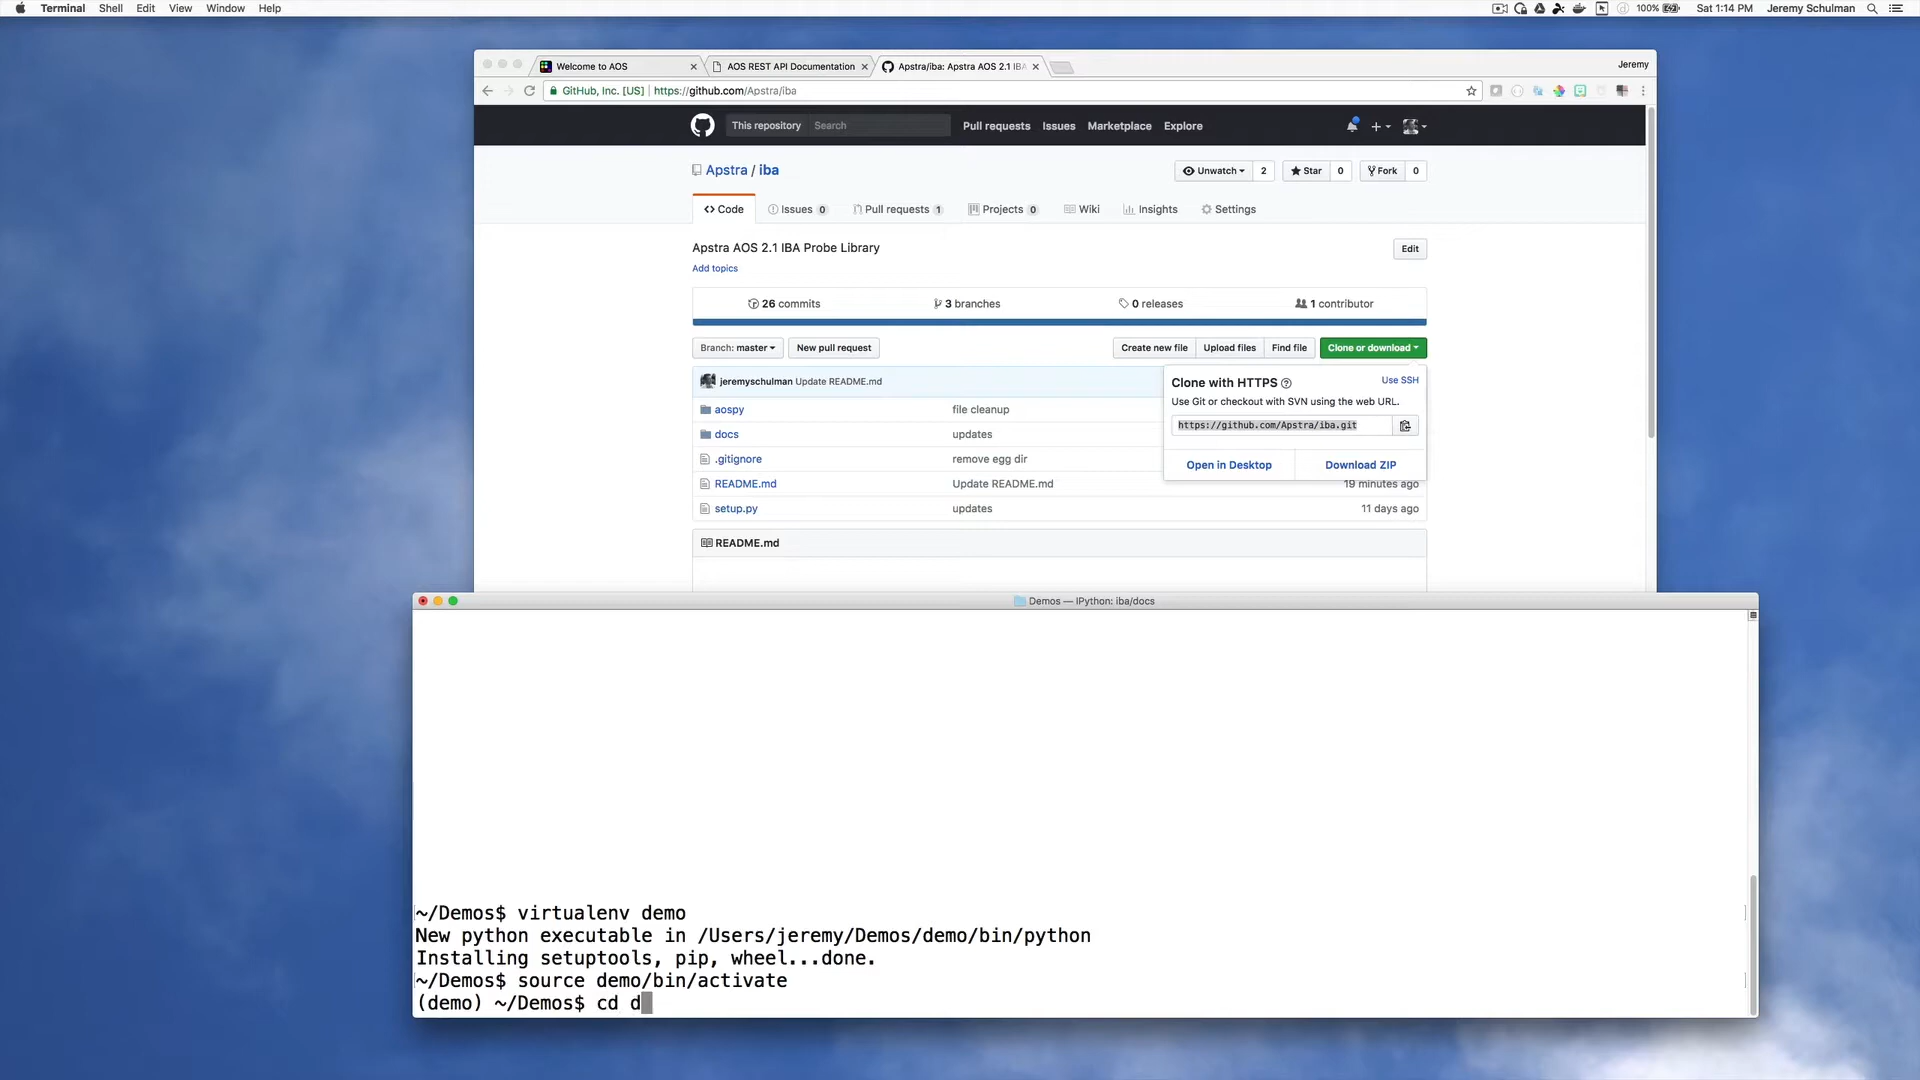 Terminal Shell Edit View Window Help 100% Sat 1:14 PM Jeremy Schulman
Welcome to AOS AOS REST API Documentation Apstra/iba: Apstra AOS 2.1 IBA Jeremy
GitHub, Inc. [US] https://github.com/Apstra/iba
This repository Search Pull requests Issues Marketplace Explore
Apstra / iba Unwatch 2 Star 0 Fork 0
Code Issues 0 Pull requests 1 Projects 0 Wiki Insights Settings
Apstra AOS 2.1 IBA Probe Library Edit
Add topics
26 commits 3 branches 0 releases 1 contributor
Branch: master New pull request Create new file Upload files Find file Clone or download
jeremyschulman Update README.md
Clone with HTTPS Use SSH
Use Git or checkout with SVN using the web URL.
https://github.com/Apstra/iba.git
Open in Desktop Download ZIP
aospy file cleanup
docs updates
.gitignore remove egg dir
README.md Update README.md 19 minutes ago
setup.py updates 11 days ago
README.md
Demos — IPython: iba/docs
~/Demos$ virtualenv demo
New python executable in /Users/jeremy/Demos/demo/bin/python
Installing setuptools, pip, wheel...done.
~/Demos$ source demo/bin/activate
(demo) ~/Demos$ cd d